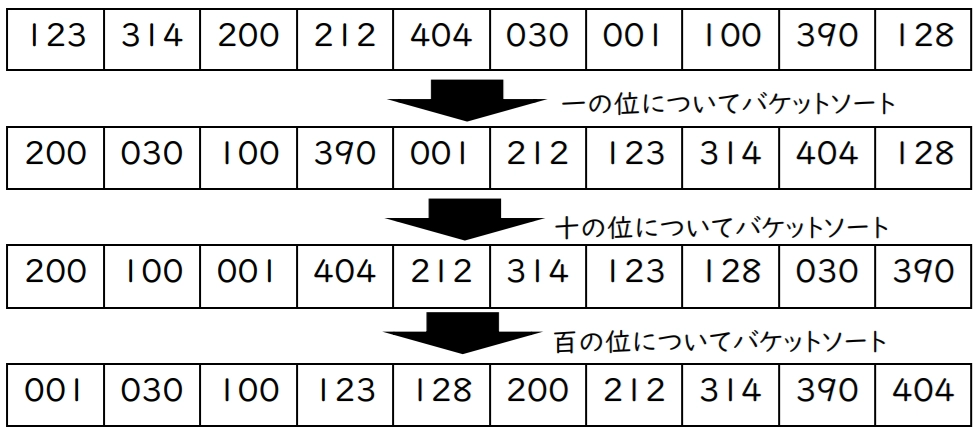 123 314 200 212 404 030 001 100 390 128
一の位についてバケットソート
200 030 100 390 001 212 123 314 404 128
十の位についてバケットソート
200 100 001 404 212 314 123 128 030 390
百の位についてバケットソート
001 030 100 123 128 200 212 314 390 404